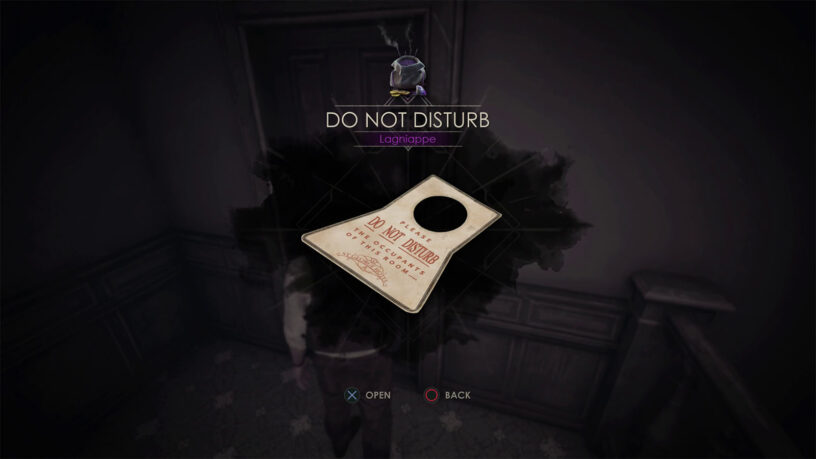 DO NOT DISTURB
Lagniappe
PLEASE
DO NOT DISTURB
THE OCCUPANTS
OF THIS ROOM
OPEN
BACK